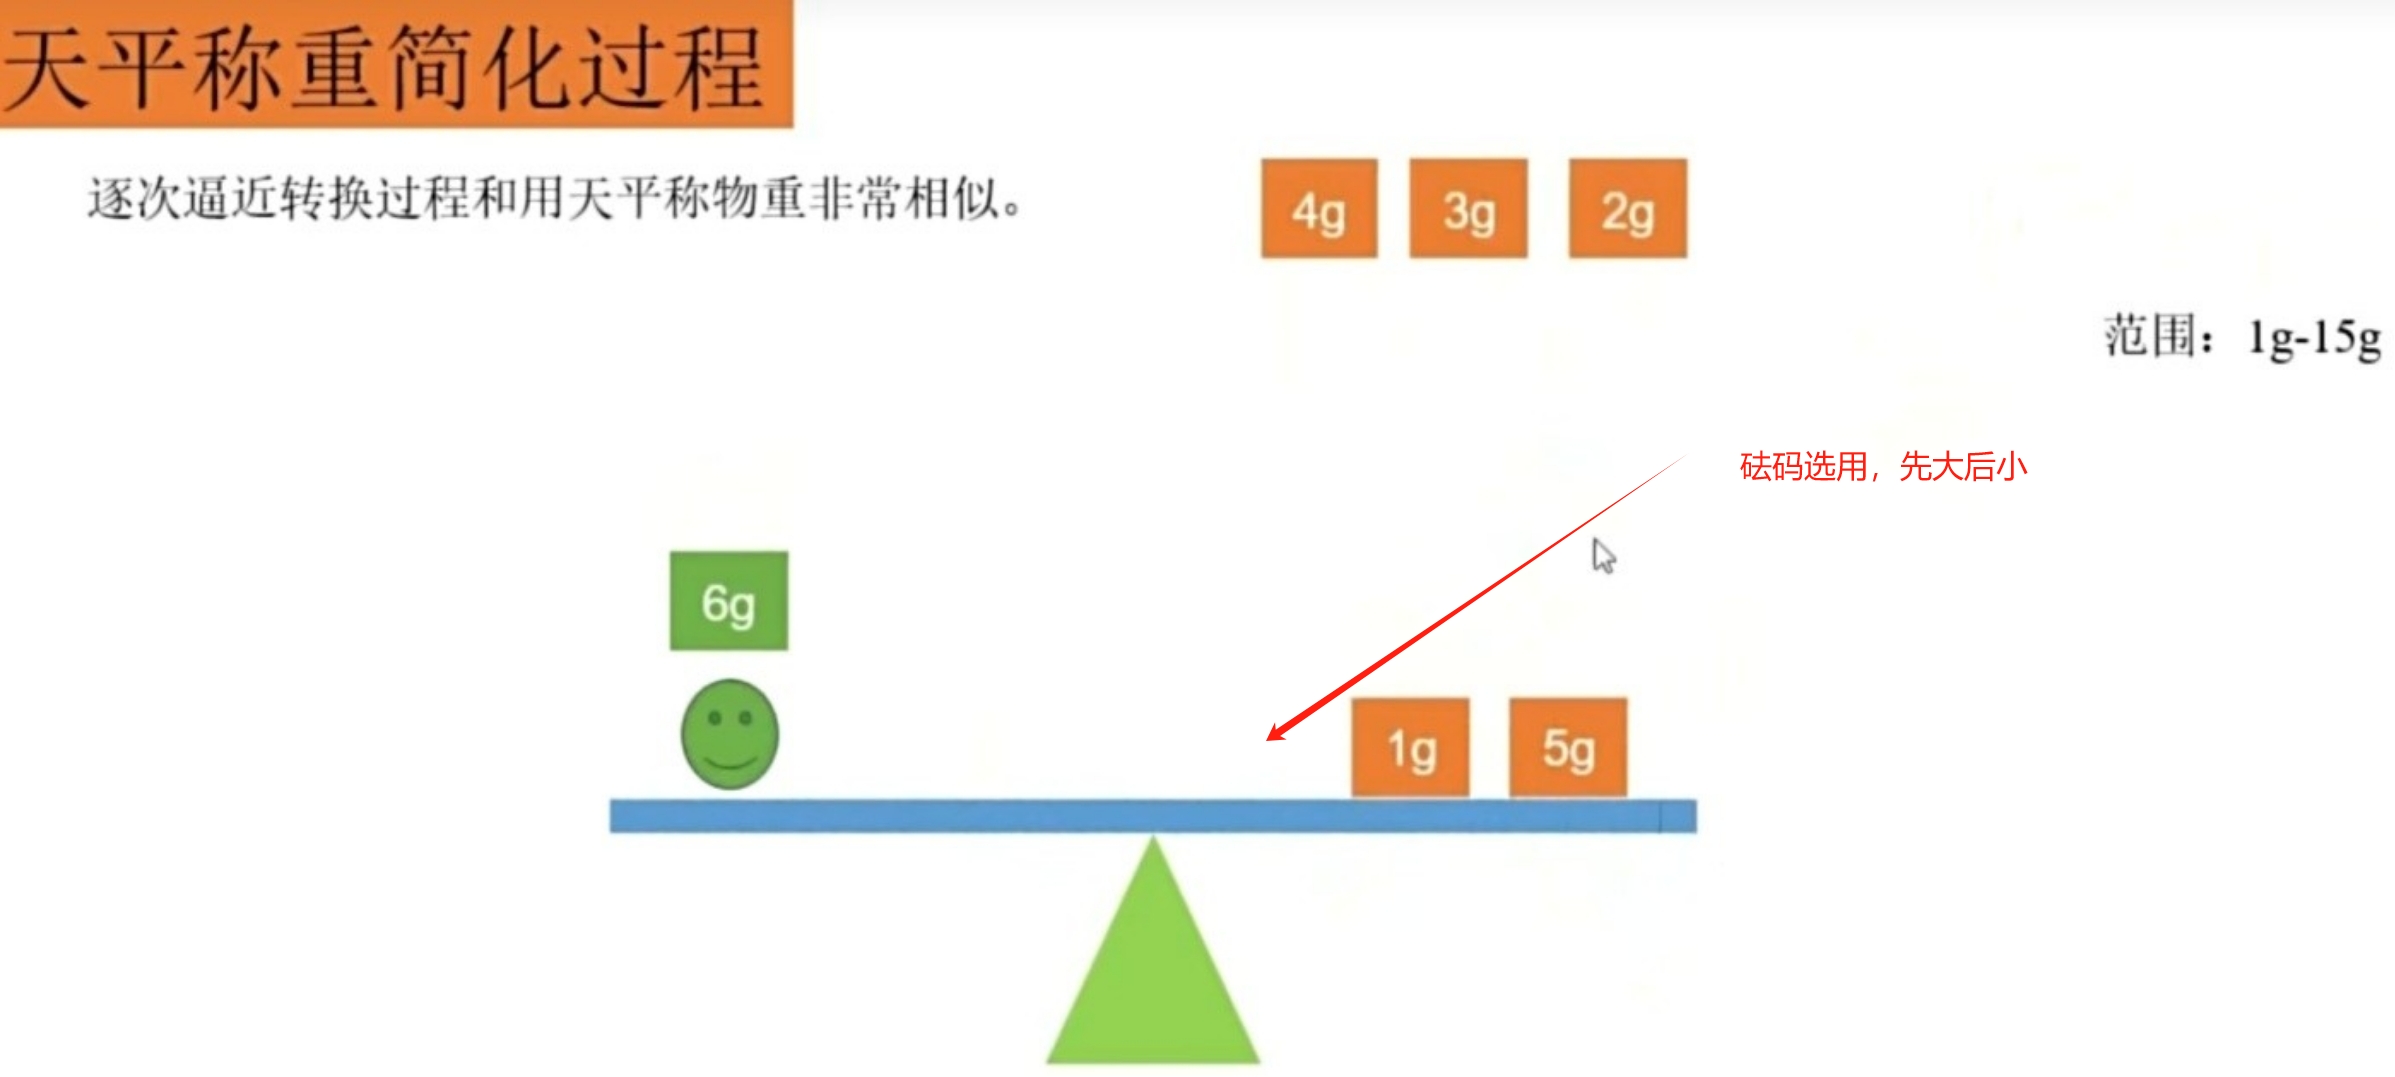 天平称重简化过程
逐次逼近转换过程和用天平称物重非常相似。
4g 3g 2g
范围：1g-15g
砝码选用，先大后小
6g
1g 5g